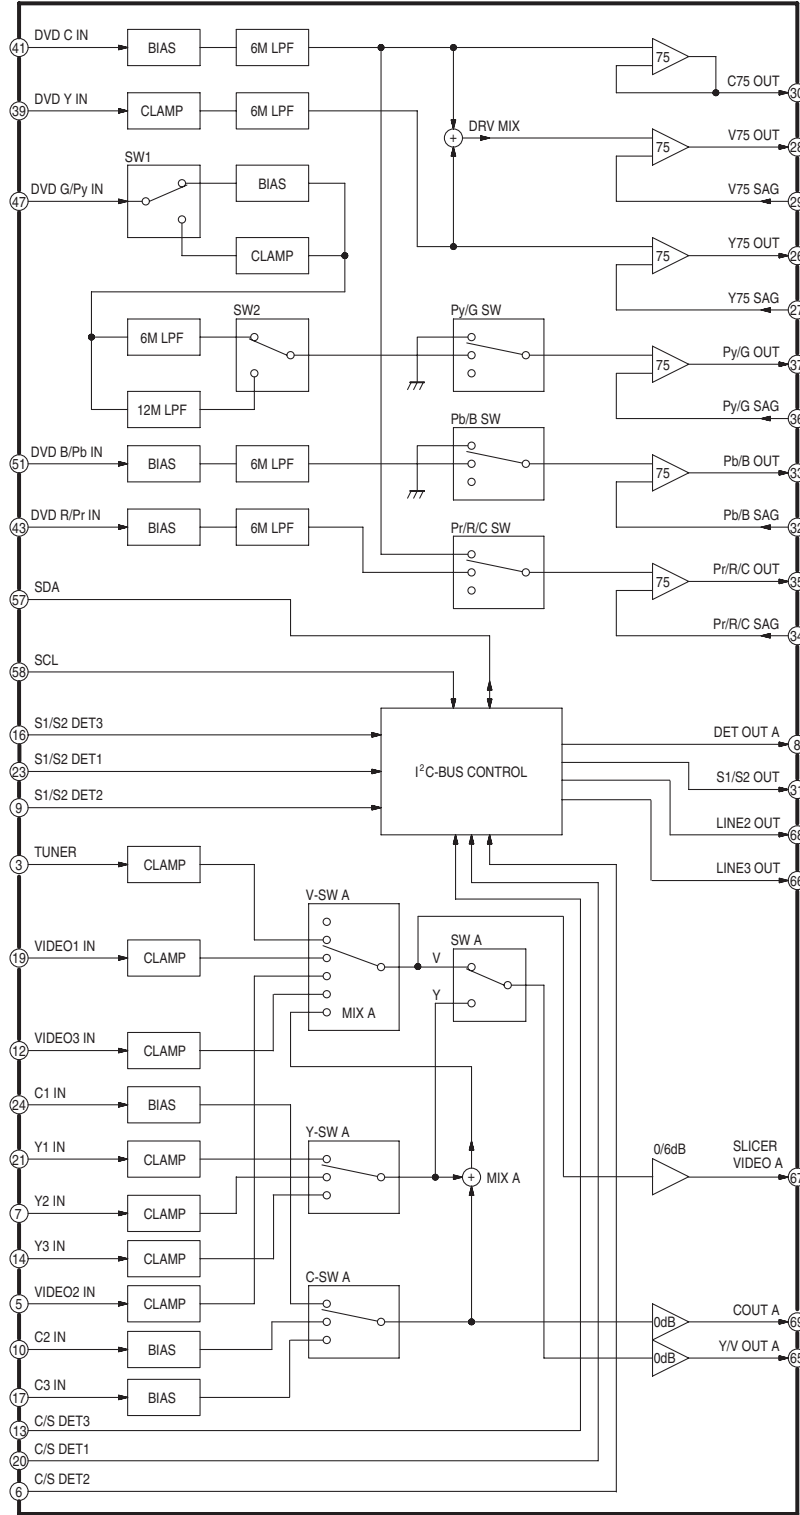 41 DVD C IN BIAS 6M LPF 75 C75 OUT 30
39 DVD Y IN CLAMP 6M LPF DRV MIX 75 V75 OUT 28
SW1
47 DVD G/Py IN BIAS V75 SAG 29
CLAMP 75 Y75 OUT 26
Y75 SAG 27
SW2 Py/G SW
6M LPF 75 Py/G OUT 37
12M LPF Py/G SAG 36
Pb/B SW
51 DVD B/Pb IN BIAS 6M LPF 75 Pb/B OUT 33
43 DVD R/Pr IN BIAS 6M LPF Pr/R/C SW Pb/B SAG 32
75 Pr/R/C OUT 35
57 SDA
Pr/R/C SAG 34
58 SCL
16 S1/S2 DET3 DET OUT A 8
23 S1/S2 DET1 I²C-BUS CONTROL S1/S2 OUT 31
9 S1/S2 DET2 LINE2 OUT 68
3 TUNER CLAMP LINE3 OUT 66
V-SW A
SW A
19 VIDEO1 IN CLAMP V
Y
MIX A
12 VIDEO3 IN CLAMP
24 C1 IN BIAS
Y-SW A
21 Y1 IN CLAMP 0/6dB SLICER
VIDEO A 67
MIX A
7 Y2 IN CLAMP
14 Y3 IN CLAMP
C-SW A
5 VIDEO2 IN CLAMP
0dB COUT A 69
10 C2 IN BIAS 0dB Y/V OUT A 65
17 C3 IN BIAS
13 C/S DET3
20 C/S DET1
6 C/S DET2